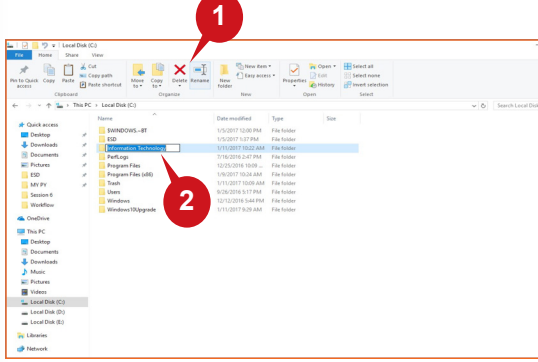 1
Local Disk (C:)
File Home Share View
Pin to Quick access
Copy
Paste
Cut
Copy path
Paste shortcut
Clipboard
Move to
Copy to
Delete
Rename
Organize
New folder
New item
Easy access
New
Properties
Open
Edit
History
Open
Select all
Select none
Invert selection
Select
This PC > Local Disk (C:)
Search Local Disk
Name Date modified Type Size
Quick access
Desktop
Downloads
Documents
Pictures
ESD
MY PY
Session 6
Workflow
OneDrive
This PC
Desktop
Documents
Downloads
Music
Pictures
Videos
Local Disk (C:)
Local Disk (D:)
Local Disk (E:)
Libraries
Network
$WINDOWS.~BT 1/5/2017 12:00 PM File folder
ESD 1/5/2017 1:37 PM File folder
Information Technology 1/11/2017 10:22 AM File folder
PerfLogs 7/16/2016 2:47 PM File folder
Program Files 12/25/2016 10:09 ... File folder
Program Files (x86) 1/9/2017 10:24 AM File folder
Trash 1/11/2017 10:09 AM File folder
Users 9/26/2016 5:17 PM File folder
Windows 12/12/2016 5:44 PM File folder
Windows10Upgrade 1/11/2017 9:29 AM File folder
2